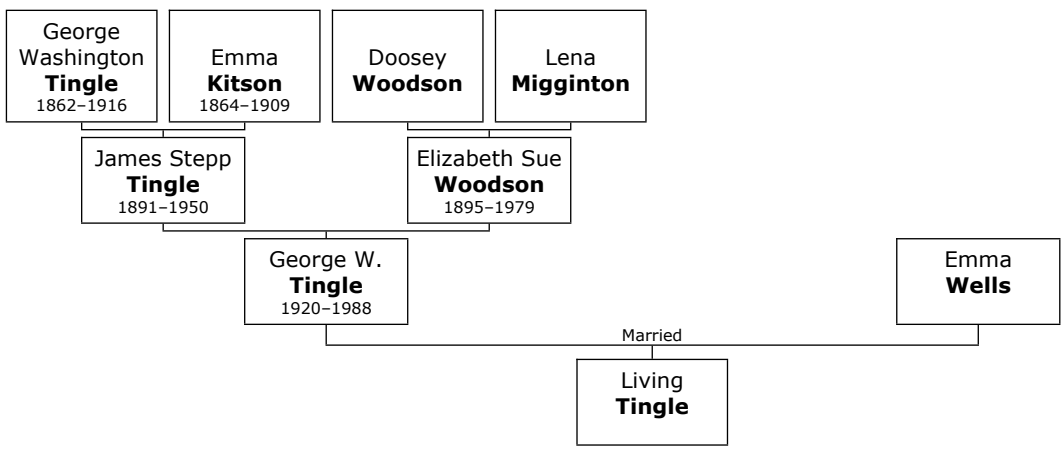 George
Washington
Tingle
1862–1916
Emma
Kitson
1864–1909
Doosey
Woodson
Lena
Migginton
James Stepp
Tingle
1891–1950
Elizabeth Sue
Woodson
1895–1979
George W.
Tingle
1920–1988
Emma
Wells
Married
Living
Tingle